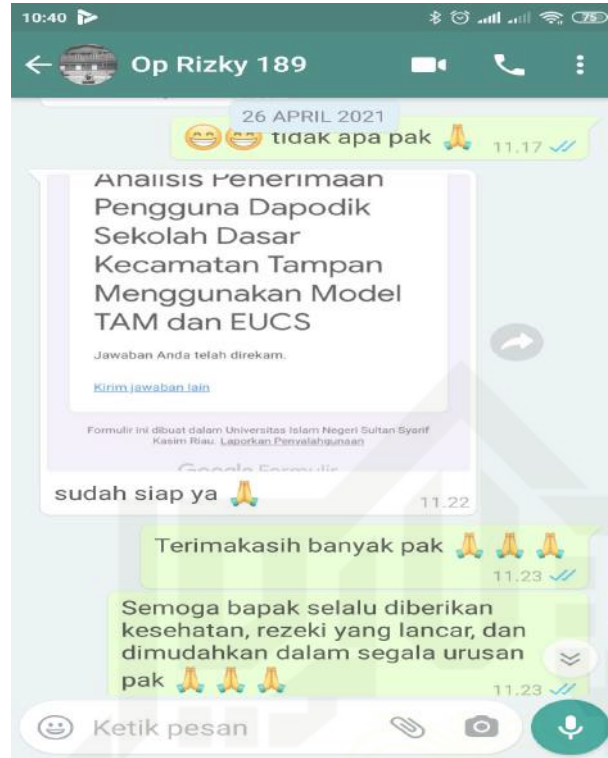 10:40
75
Op Rizky 189
26 APRIL 2021
😁😁 tidak apa pak 🙏 11.17
Analisis Penerimaan
Pengguna Dapodik
Sekolah Dasar
Kecamatan Tampan
Menggunakan Model
TAM dan EUCS
Jawaban Anda telah direkam.
Kirim jawaban lain
Formulir ini dibuat dalam Universitas Islam Negeri Sultan Syarif
Kasim Riau. Laporkan Penyalahgunaan
Google Formulir
sudah siap ya 🙏 11.22
Terimakasih banyak pak 🙏 🙏 🙏
11.23
Semoga bapak selalu diberikan
kesehatan, rezeki yang lancar, dan
dimudahkan dalam segala urusan
pak 🙏 🙏 🙏 11.23
Ketik pesan